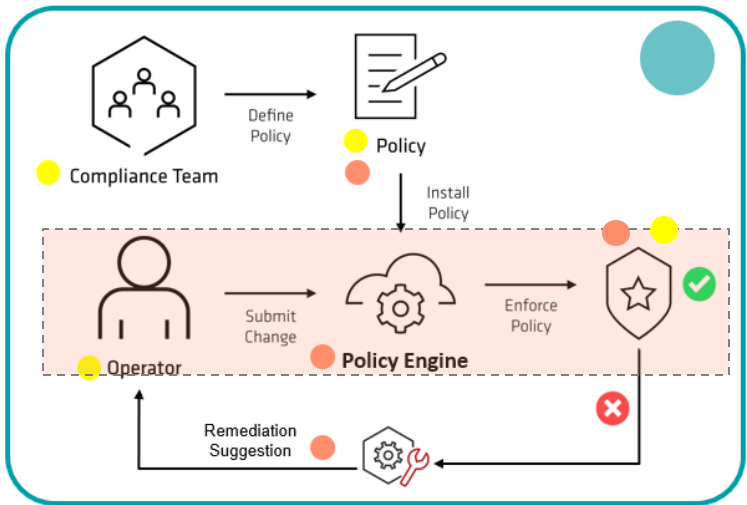 Define
Policy
Compliance Team
Policy
Install
Policy
Submit
Change
Enforce
Policy
Operator
Policy Engine
Remediation
Suggestion